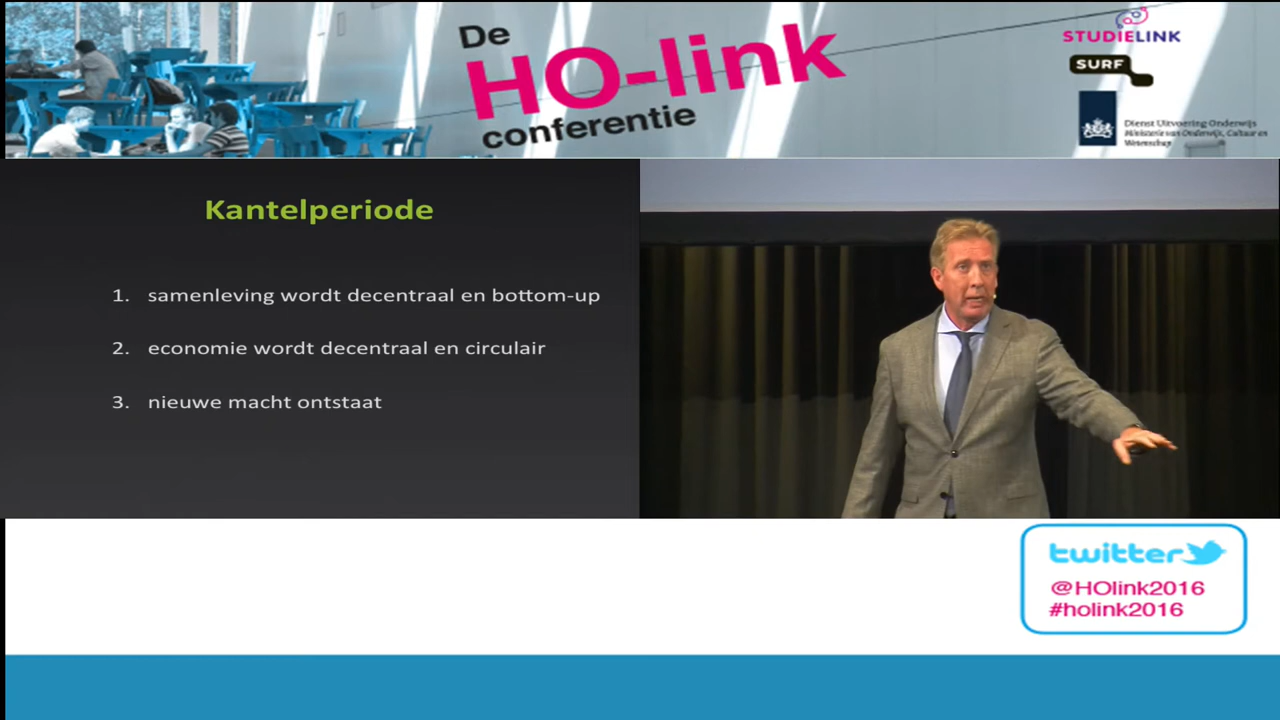 De
HO-link
conferentie
STUDIELINK
SURF
Dienst Uitvoering Onderwijs
Ministerie van Onderwijs, Cultuur en
Wetenschap
Kantelperiode
1. samenleving wordt decentraal en bottom-up
2. economie wordt decentraal en circulair
3. nieuwe macht ontstaat
twitter
@HOlink2016
#holink2016